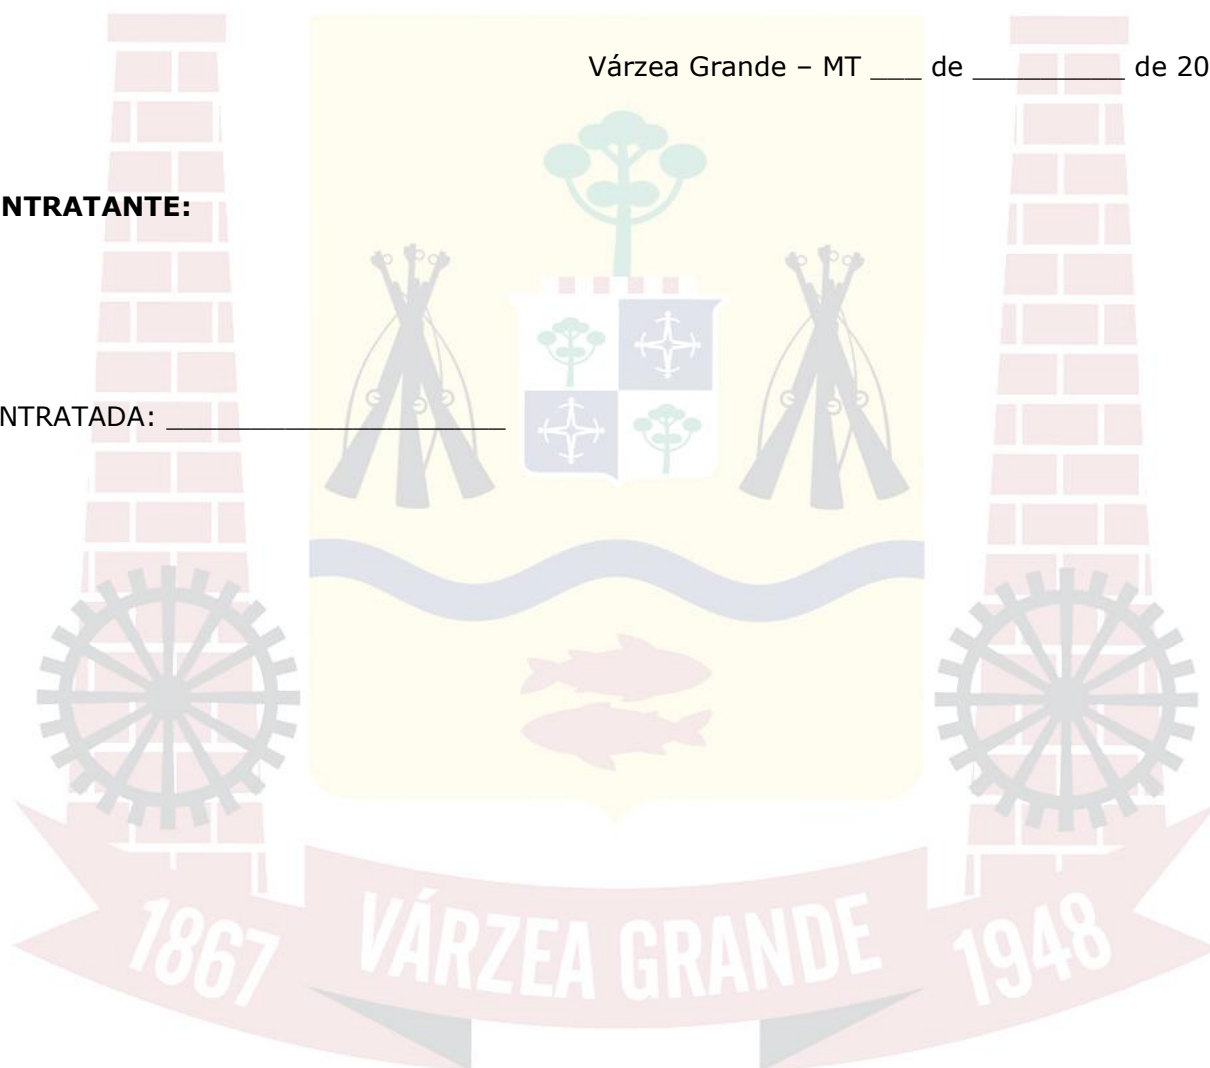 Várzea Grande – MT ___ de _________ de 20
NTRATANTE:
NTRATADA: ____________________
1867 VÁRZEA GRANDE 1948